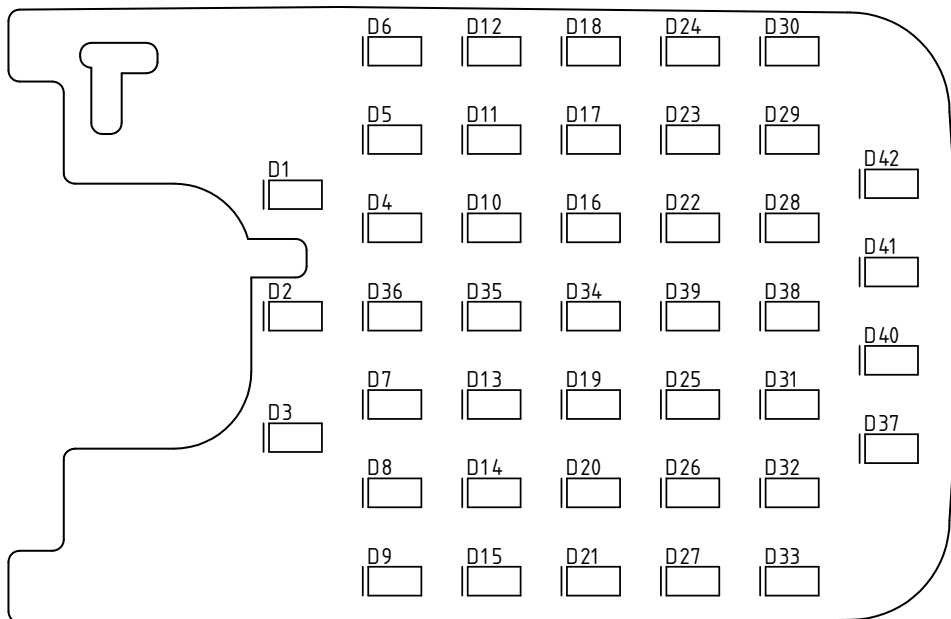 D6 D12 D18 D24 D30
D5 D11 D17 D23 D29
D42
D1
D4 D10 D16 D22 D28
D41
D2 D36 D35 D34 D39 D38
D40
D7 D13 D19 D25 D31
D3
D37
D8 D14 D20 D26 D32
D9 D15 D21 D27 D33